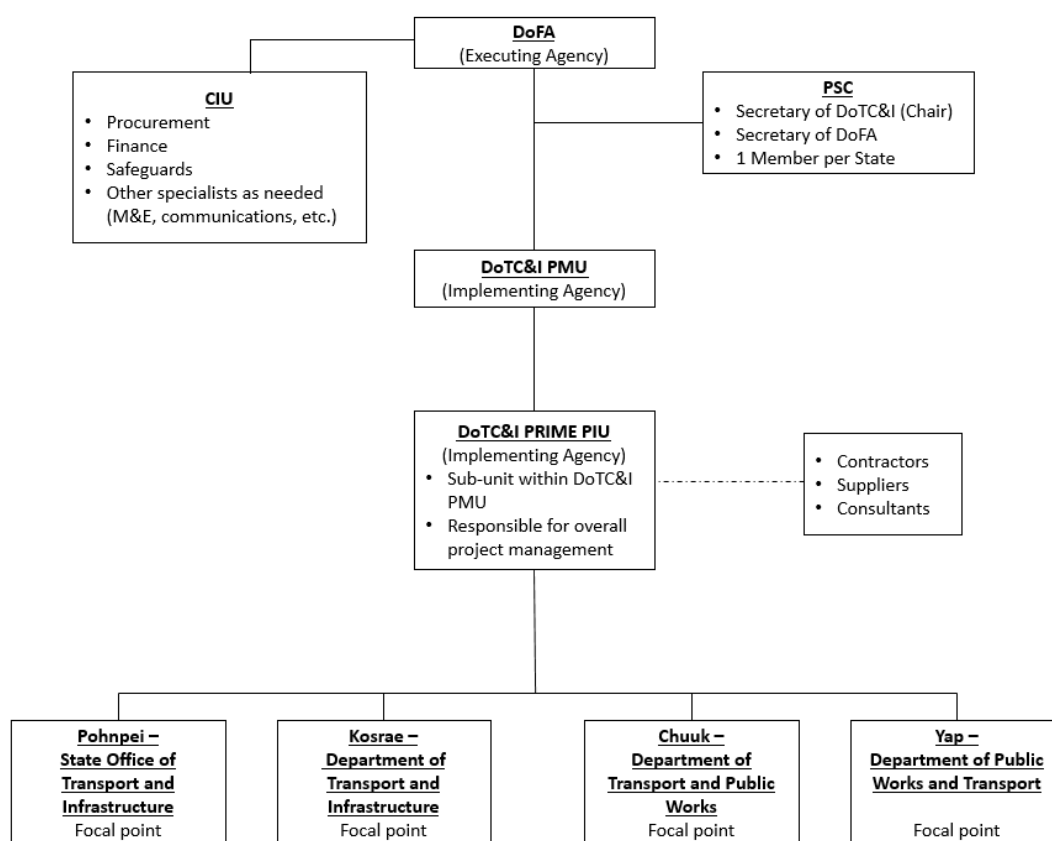 DoFA
(Executing Agency)
CIU
• Procurement
• Finance
• Safeguards
• Other specialists as needed
(M&E, communications, etc.)
PSC
• Secretary of DoTC&I (Chair)
• Secretary of DoFA
• 1 Member per State
DoTC&I PMU
(Implementing Agency)
DoTC&I PRIME PIU
(Implementing Agency)
• Sub-unit within DoTC&I
PMU
• Responsible for overall
project management
• Contractors
• Suppliers
• Consultants
Pohnpei –
State Office of
Transport and
Infrastructure
Focal point
Kosrae –
Department of
Transport and
Infrastructure
Focal point
Chuuk –
Department of
Transport and Public
Works
Focal point
Yap –
Department of Public
Works and Transport
Focal point